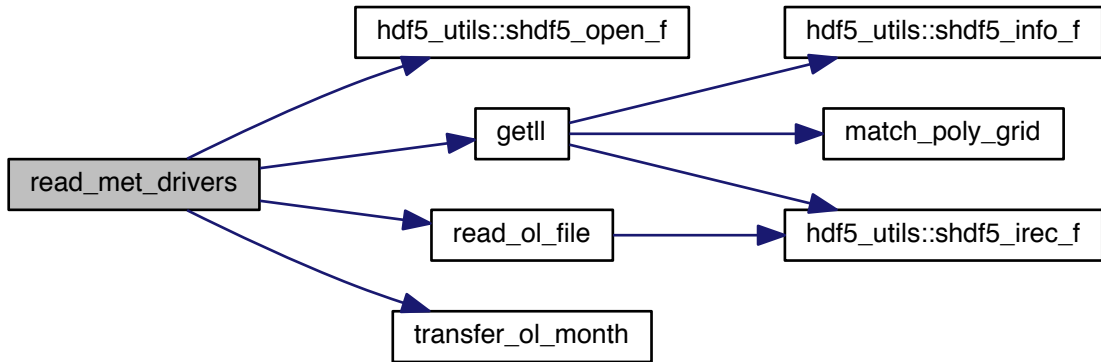 read_met_drivers
hdf5_utils::shdf5_open_f
getll
read_ol_file
transfer_ol_month
hdf5_utils::shdf5_info_f
match_poly_grid
hdf5_utils::shdf5_irec_f